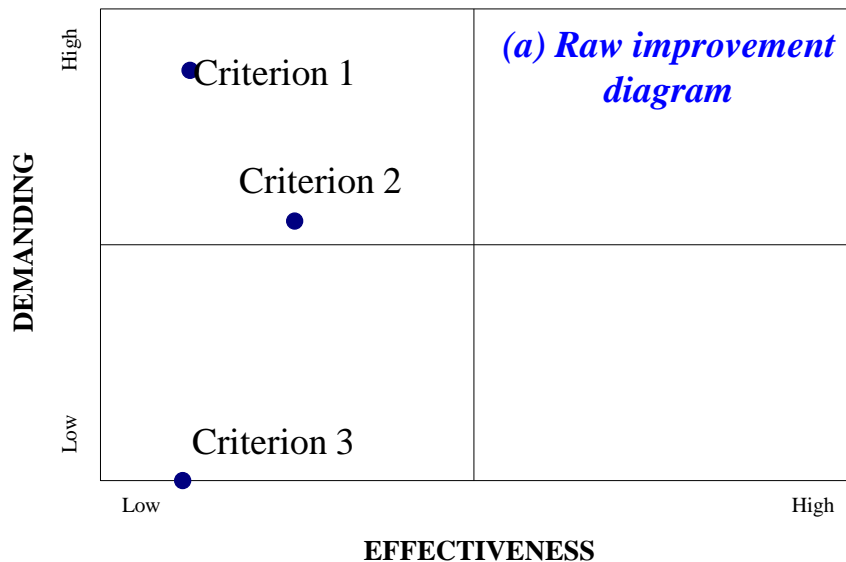 High
(a) Raw improvement
diagram
Criterion 1
Criterion 2
DEMANDING
Criterion 3
Low
Low
High
EFFECTIVENESS